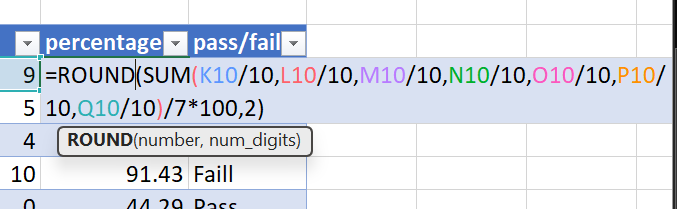 percentage pass/fail
9 =ROUND(SUM(K10/10,L10/10,M10/10,N10/10,O10/10,P10/
5 10,Q10/10)/7*100,2)
4 ROUND(number, num_digits)
10 91.43 Faill
0 44.29 Pass